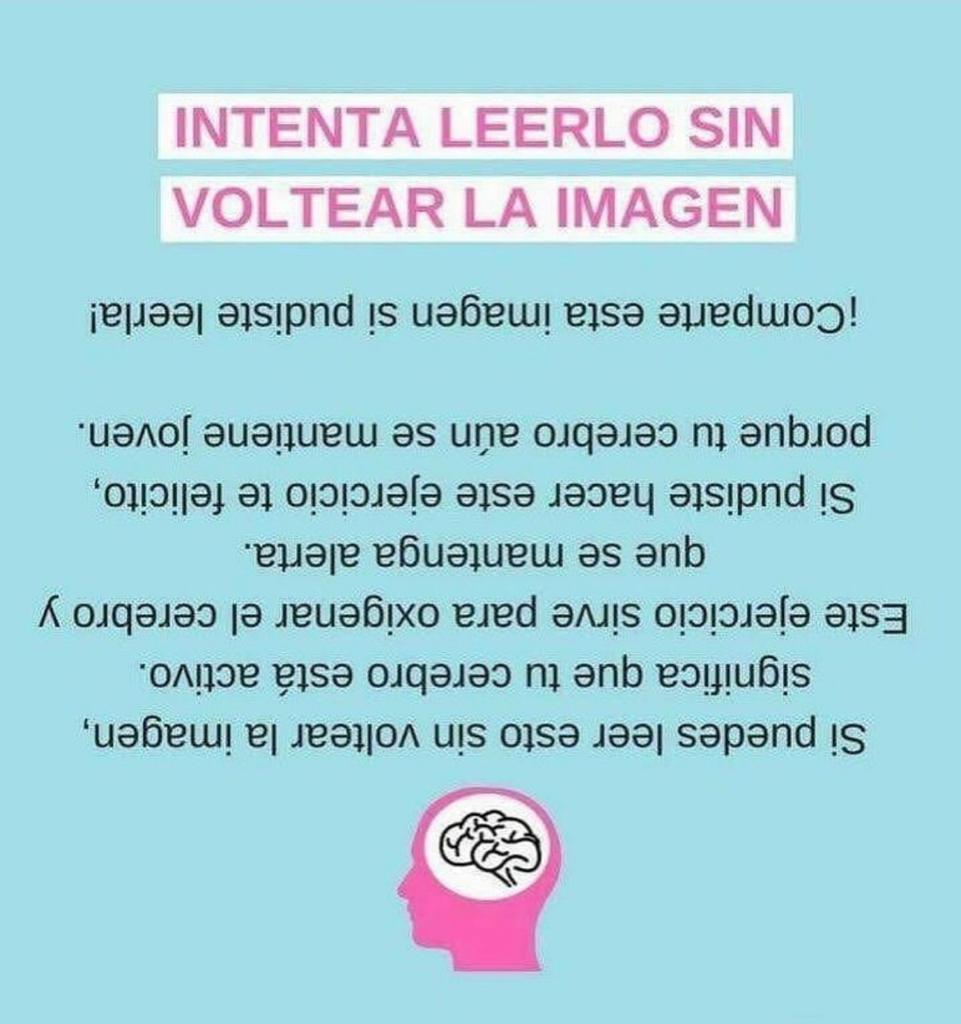 INTENTA LEERLO SIN
VOLTEAR LA IMAGEN
Si puedes leer esto sin voltear la imagen,
significa que tu cerebro está activo.
Este ejercicio sirve para oxigenar el cerebro y
que se mantenga alerta.
Si pudiste hacer este ejercicio te felicito,
porque tu cerebro aún se mantiene joven.
¡Comparte esta imagen si pudiste leerla!